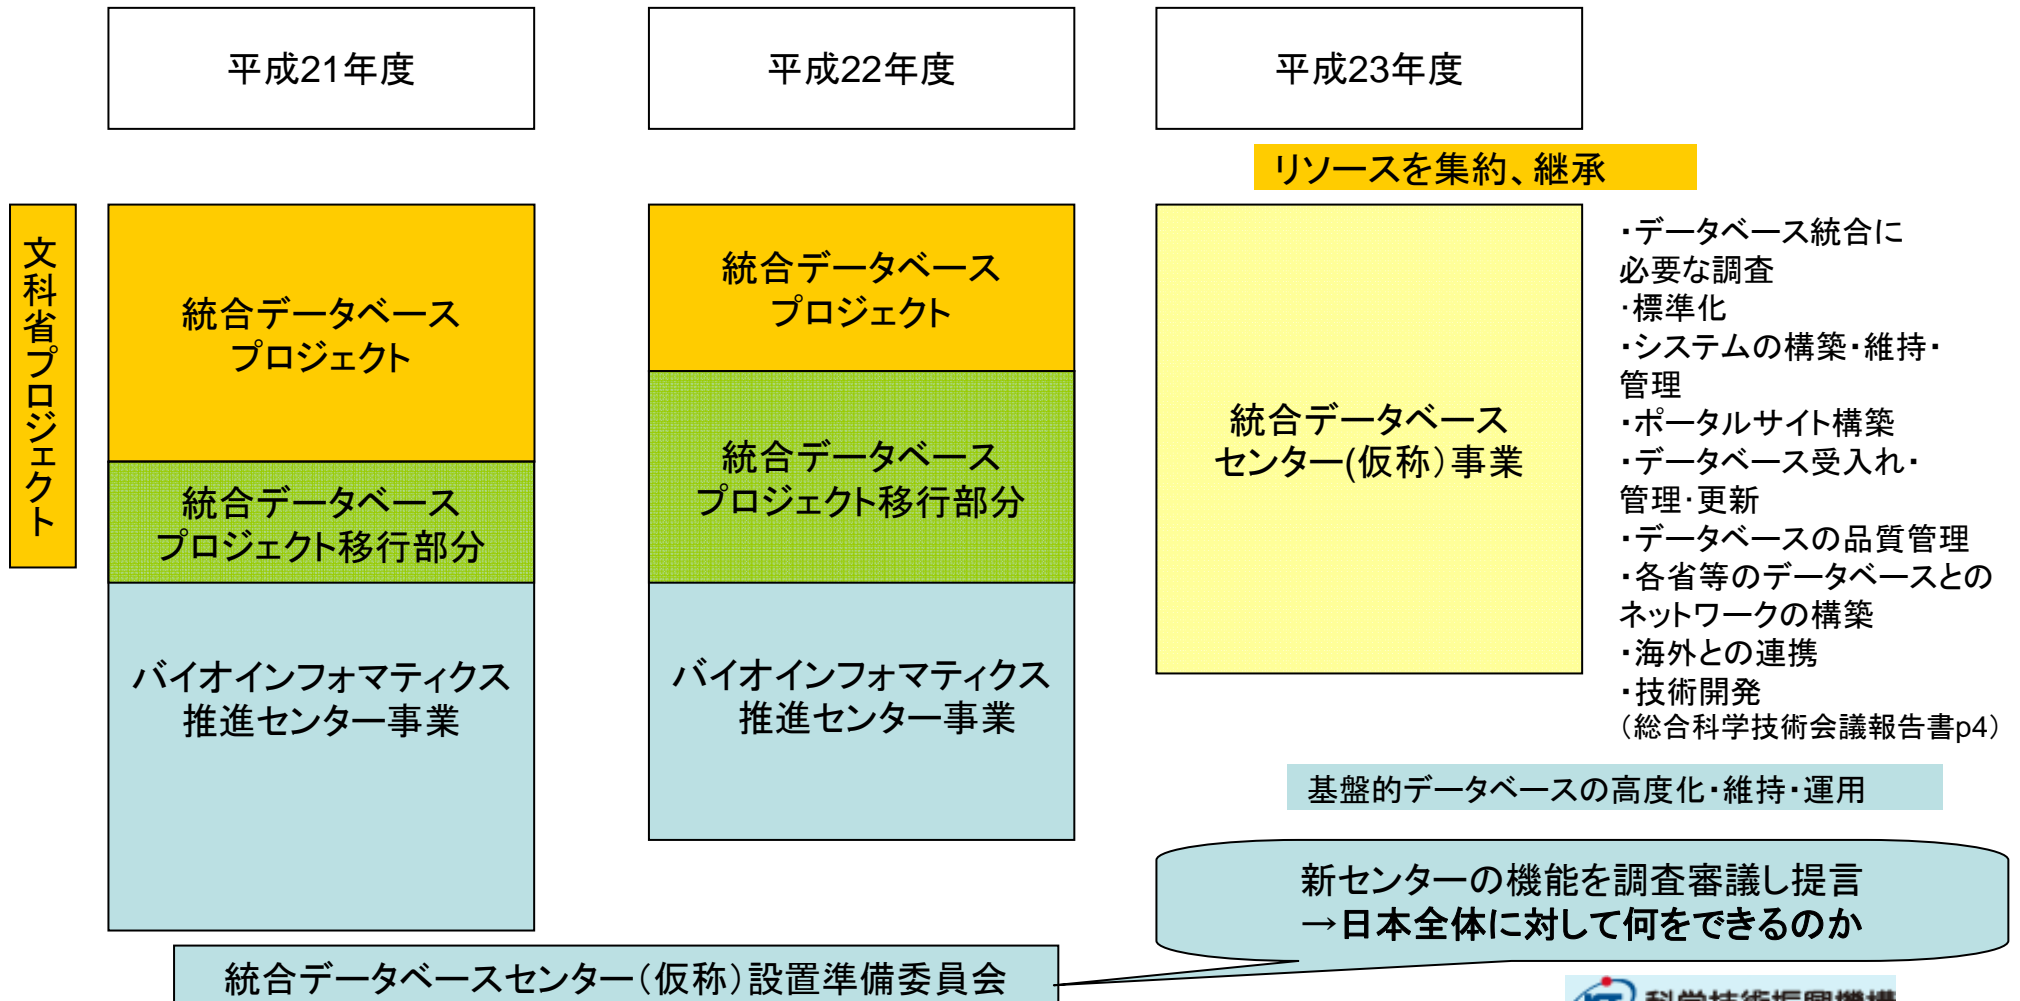 平成21年度
平成22年度
平成23年度
リソースを集約、継承
文科省プロジェクト
統合データベース
プロジェクト
統合データベース
プロジェクト移行部分
バイオインフォマティクス
推進センター事業
統合データベース
プロジェクト
統合データベース
プロジェクト移行部分
バイオインフォマティクス
推進センター事業
統合データベース
センター(仮称)事業
・データベース統合に
必要な調査
・標準化
・システムの構築・維持・
管理
・ポータルサイト構築
・データベース受入れ・
管理・更新
・データベースの品質管理
・各省等のデータベースとの
ネットワークの構築
・海外との連携
・技術開発
（総合科学技術会議報告書p4）
基盤的データベースの高度化・維持・運用
新センターの機能を調査審議し提言
→日本全体に対して何をできるのか
統合データベースセンター（仮称）設置準備委員会
科学技術振興機構